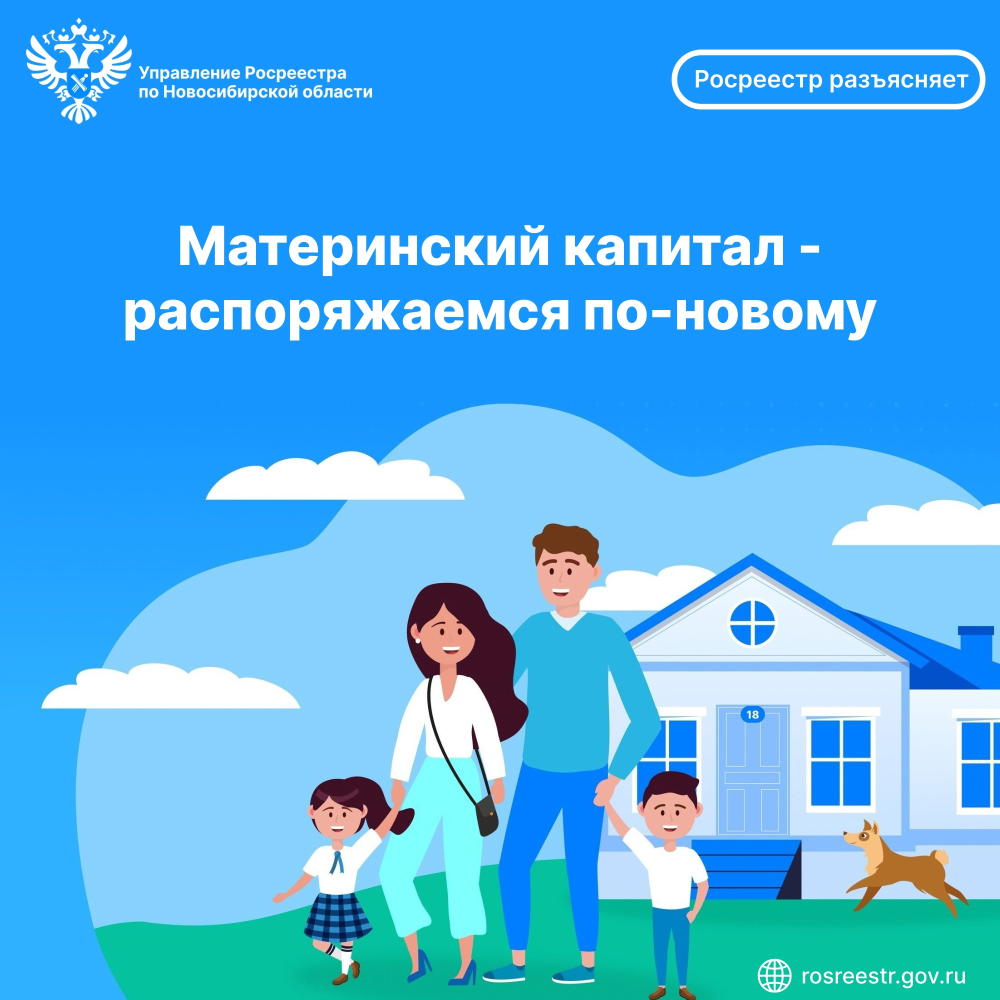 Управление Росреестра
по Новосибирской области
Росреестр разъясняет
Материнский капитал -
распоряжаемся по-новому
18
rosreestr.gov.ru